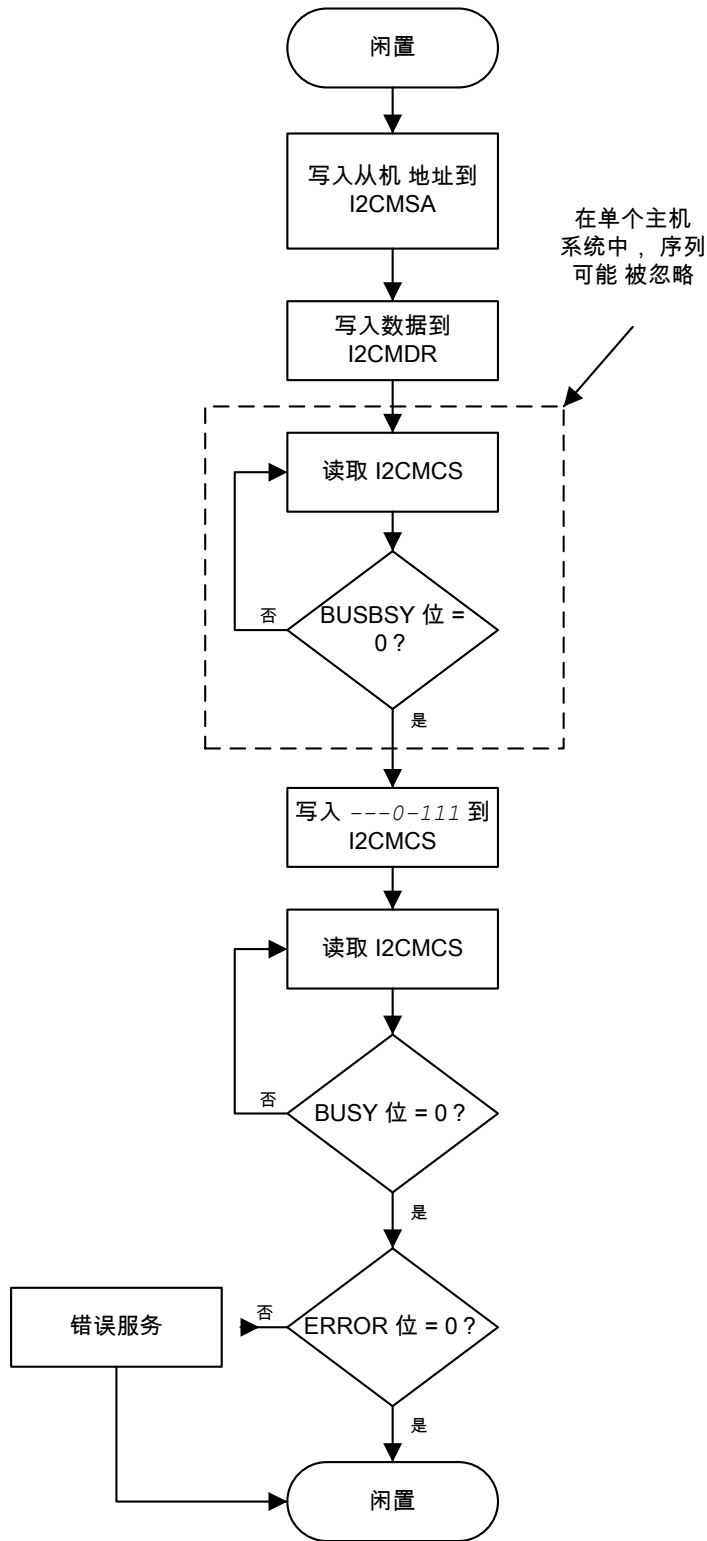 闲置
写入从机 地址到
I2CMSA
在单个主机
系统中， 序列
可能 被忽略
写入数据到
I2CMDR
读取 I2CMCS
BUSBSY 位 =
0？
否
是
写入 ---0-111 到
I2CMCS
读取 I2CMCS
BUSY 位 = 0？
否
是
错误服务
否
ERROR 位 = 0？
是
闲置